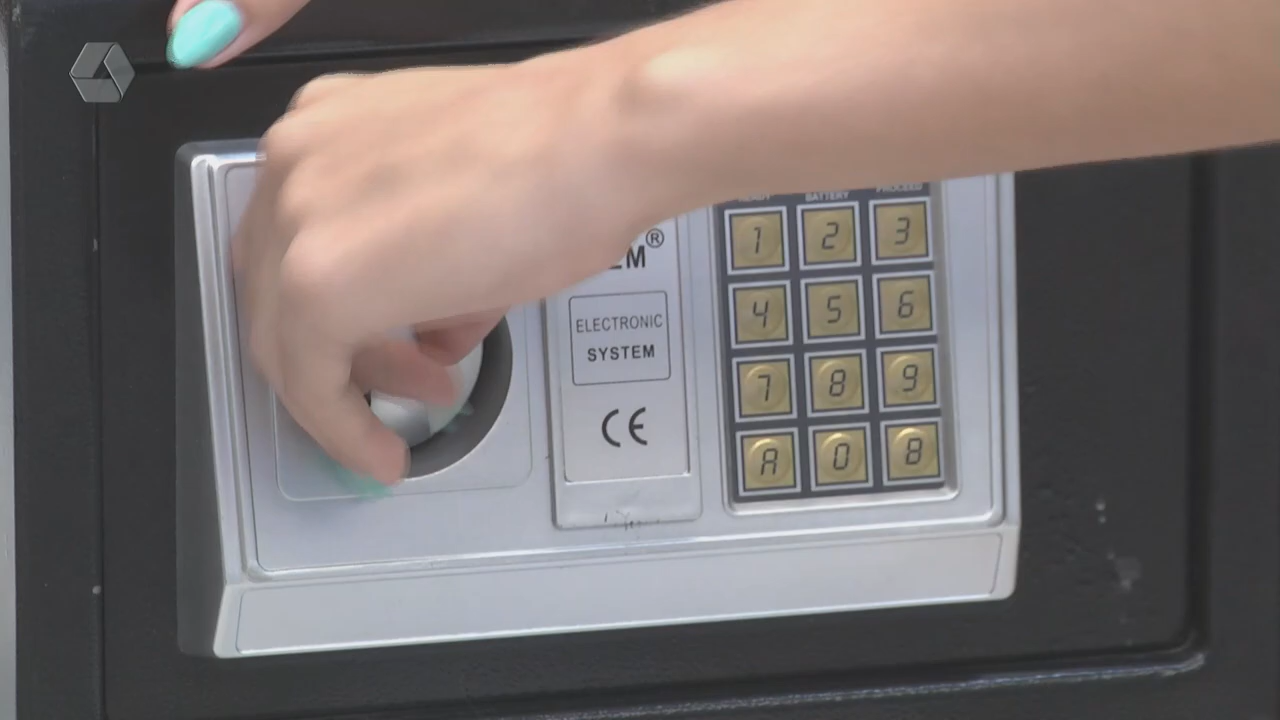 BATTERY PROCEED
EM®
ELECTRONIC
SYSTEM
CE
1 2 3
4 5 6
7 8 9
A 0 B